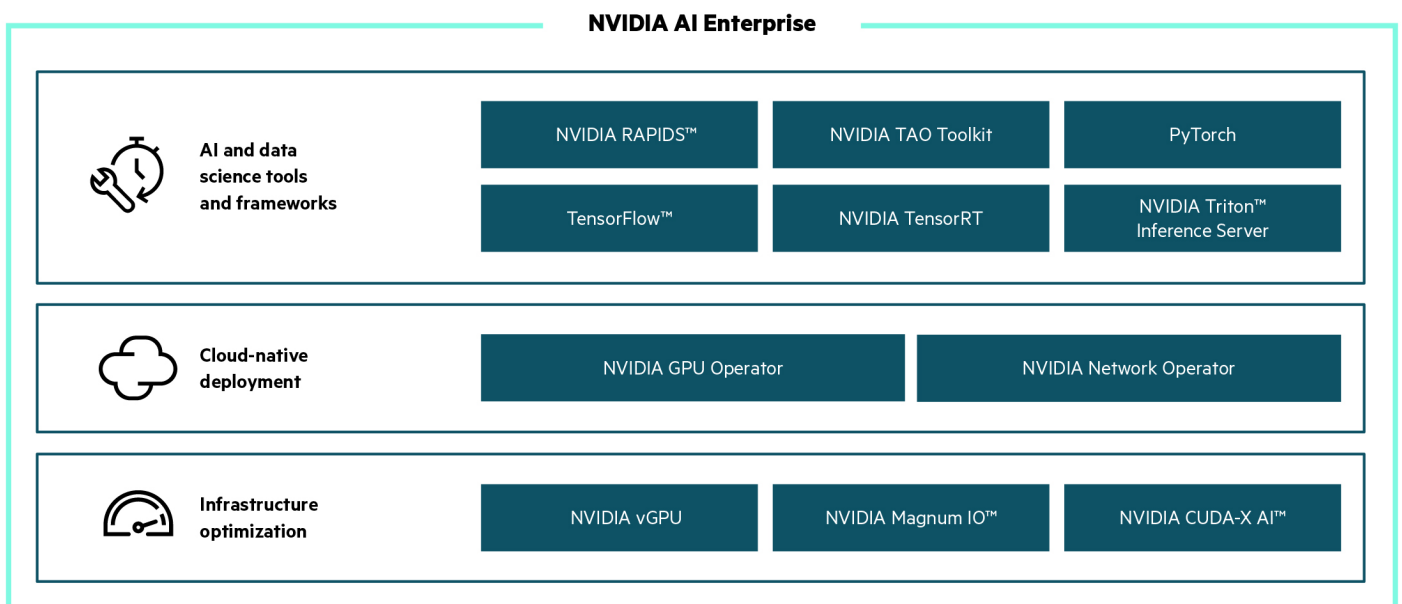 NVIDIA AI Enterprise
AI and data
science tools
and frameworks
NVIDIA RAPIDS™
NVIDIA TAO Toolkit
PyTorch
TensorFlow™
NVIDIA TensorRT
NVIDIA Triton™
Inference Server
Cloud-native
deployment
NVIDIA GPU Operator
NVIDIA Network Operator
Infrastructure
optimization
NVIDIA vGPU
NVIDIA Magnum IO™
NVIDIA CUDA-X AI™